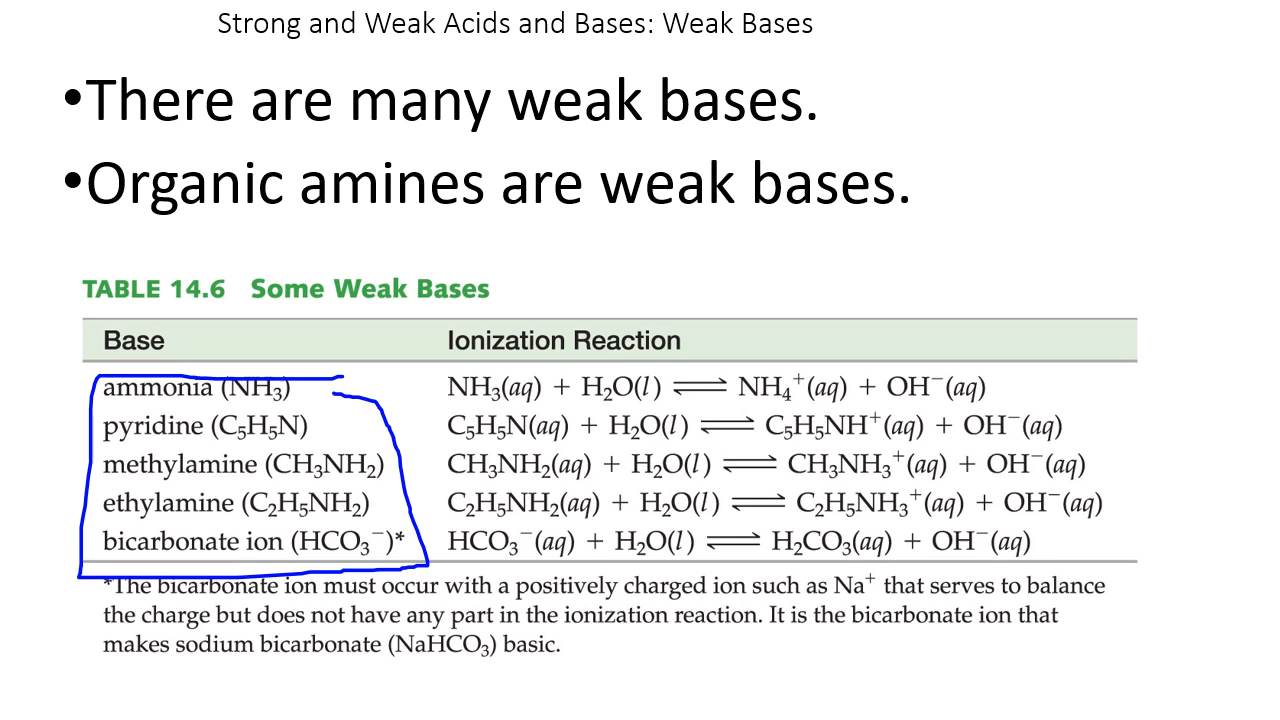 Strong and Weak Acids and Bases: Weak Bases
•There are many weak bases.
•Organic amines are weak bases.
TABLE 14.6 Some Weak Bases
Base Ionization Reaction
ammonia (NH₃) NH₃(aq) + H₂O(l) ⇌ NH₄⁺(aq) + OH⁻(aq)
pyridine (C₅H₅N) C₅H₅N(aq) + H₂O(l) ⇌ C₅H₅NH⁺(aq) + OH⁻(aq)
methylamine (CH₃NH₂) CH₃NH₂(aq) + H₂O(l) ⇌ CH₃NH₃⁺(aq) + OH⁻(aq)
ethylamine (C₂H₅NH₂) C₂H₅NH₂(aq) + H₂O(l) ⇌ C₂H₅NH₃⁺(aq) + OH⁻(aq)
bicarbonate ion (HCO₃⁻)* HCO₃⁻(aq) + H₂O(l) ⇌ H₂CO₃(aq) + OH⁻(aq)
*The bicarbonate ion must occur with a positively charged ion such as Na⁺ that serves to balance
the charge but does not have any part in the ionization reaction. It is the bicarbonate ion that
makes sodium bicarbonate (NaHCO₃) basic.